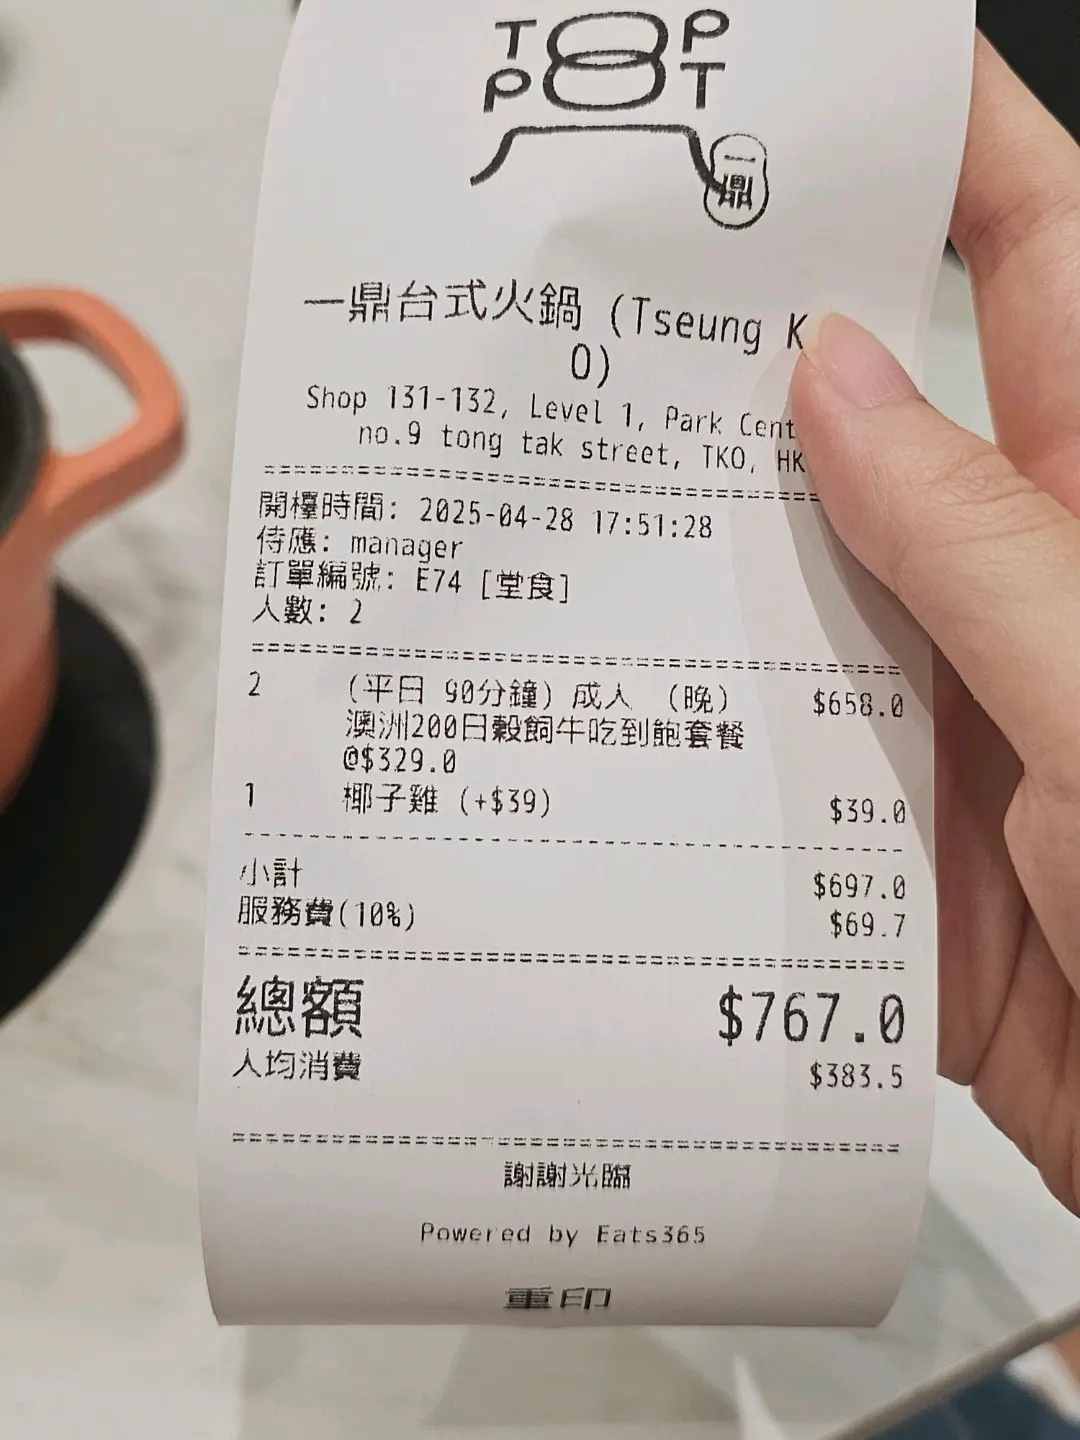 TOP
POT
一鼎
一鼎台式火鍋 (Tseung K
O)
Shop 131-132, Level 1, Park Cent
no.9 tong tak street, TKO, HK
開檯時間: 2025-04-28 17:51:28
侍應: manager
訂單編號: E74 [堂食]
人數: 2
2 (平日 90分鐘) 成人 (晚) $658.0
澳洲200日穀飼牛吃到飽套餐
@$329.0
1 椰子雞 (+$39) $39.0
小計 $697.0
服務費(10%) $69.7
總額 $767.0
人均消費 $383.5
謝謝光臨
Powered by Eats365
重印